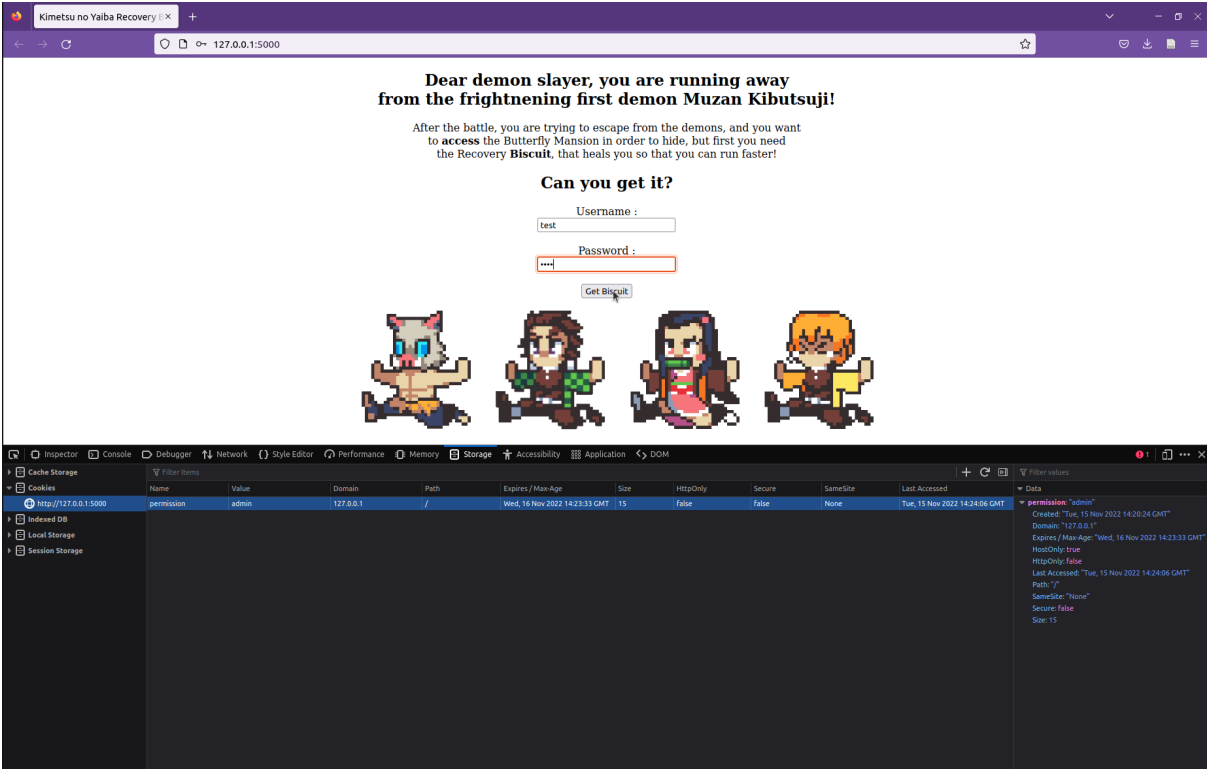 Kimetsu no Yaiba Recovery B
127.0.0.1:5000
Dear demon slayer, you are running away
from the frightnening first demon Muzan Kibutsuji!
After the battle, you are trying to escape from the demons, and you want
to access the Butterfly Mansion in order to hide, but first you need
the Recovery Biscuit, that heals you so that you can run faster!
Can you get it?
Username :
test
Password :
••••
Get Biscuit
Inspector Console Debugger Network Style Editor Performance Memory Storage Accessibility Application DOM 1
Cache Storage
Cookies
http://127.0.0.1:5000
Indexed DB
Local Storage
Session Storage
Filter Items
Name Value Domain Path Expires / Max-Age Size HttpOnly Secure SameSite Last Accessed
permission admin 127.0.0.1 / Wed, 16 Nov 2022 14:23:33 GMT 15 false false None Tue, 15 Nov 2022 14:24:06 GMT
Filter values
Data
permission: "admin"
Created: "Tue, 15 Nov 2022 14:20:24 GMT"
Domain: "127.0.0.1"
Expires / Max-Age: "Wed, 16 Nov 2022 14:23:33 GMT"
HostOnly: true
HttpOnly: false
Last Accessed: "Tue, 15 Nov 2022 14:24:06 GMT"
Path: "/"
SameSite: "None"
Secure: false
Size: 15